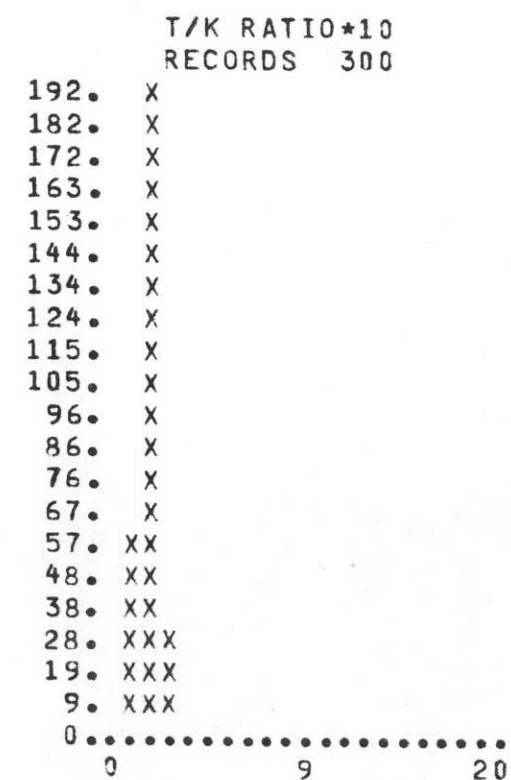 T/K RATIO*10
RECORDS 300
192. X
182. X
172. X
163. X
153. X
144. X
134. X
124. X
115. X
105. X
96. X
86. X
76. X
67. X
57. XX
48. XX
38. XX
28. XXX
19. XXX
9. XXX
0......................
0 9 20